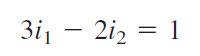 3i₁ − 2i₂ = 1